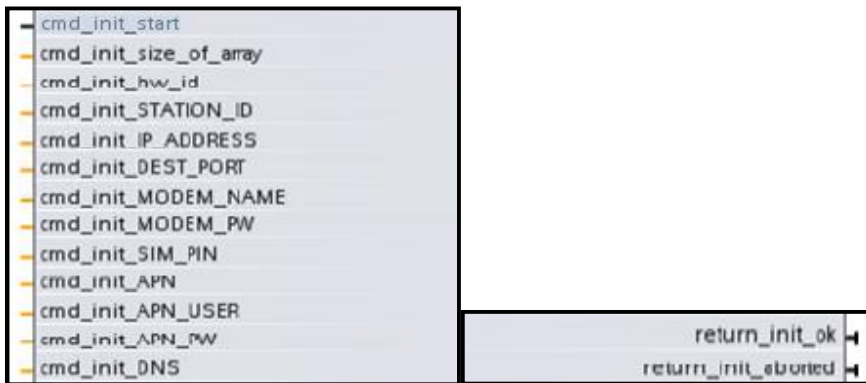 cmd_init_start
cmd_init_size_of_array
cmd_init_hw_id
cmd_init_STATION_ID
cmd_init_IP_ADDRESS
cmd_init_DEST_PORT
cmd_init_MODEM_NAME
cmd_init_MODEM_PW
cmd_init_SIM_PIN
cmd_init_APN
cmd_init_APN_USER
cmd_init_APN_PW
cmd_init_DNS
return_init_ok
return_init_aborted